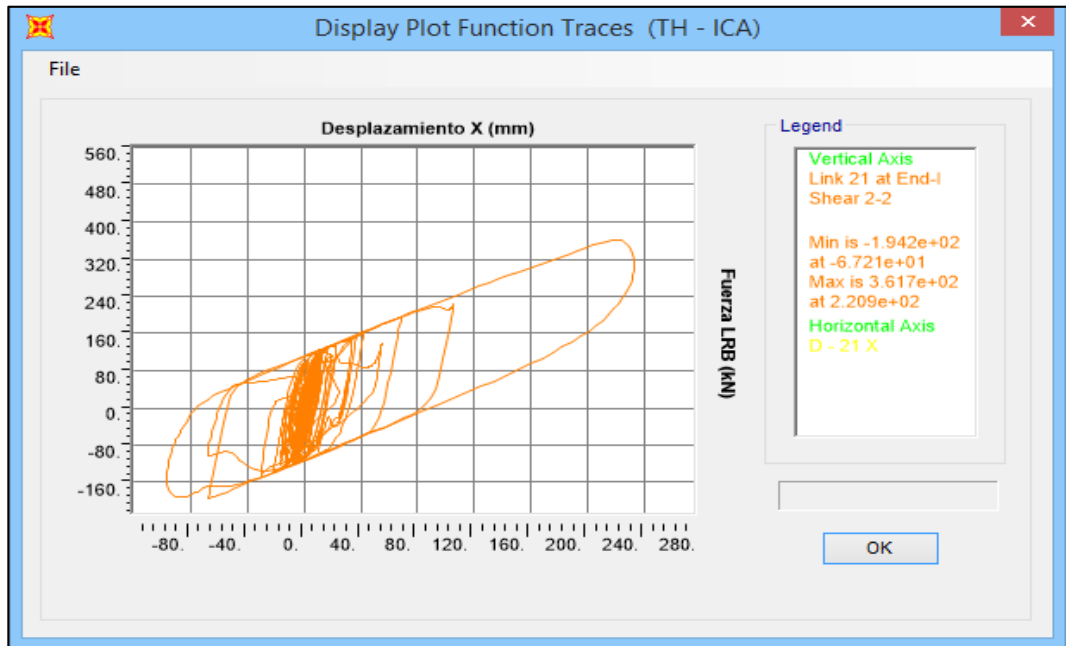 Display Plot Function Traces (TH - ICA)
File
Desplazamiento X (mm)
560.
480.
400.
320.
240.
160.
80.
0.
-80.
-160.
-80. -40. 0. 40. 80. 120. 160. 200. 240. 280.
Fuerza LRB (kN)
Legend
Vertical Axis
Link 21 at End-I
Shear 2-2
Min is -1.942e+02
at -6.721e+01
Max is 3.617e+02
at 2.209e+02
Horizontal Axis
D - 21 X
OK